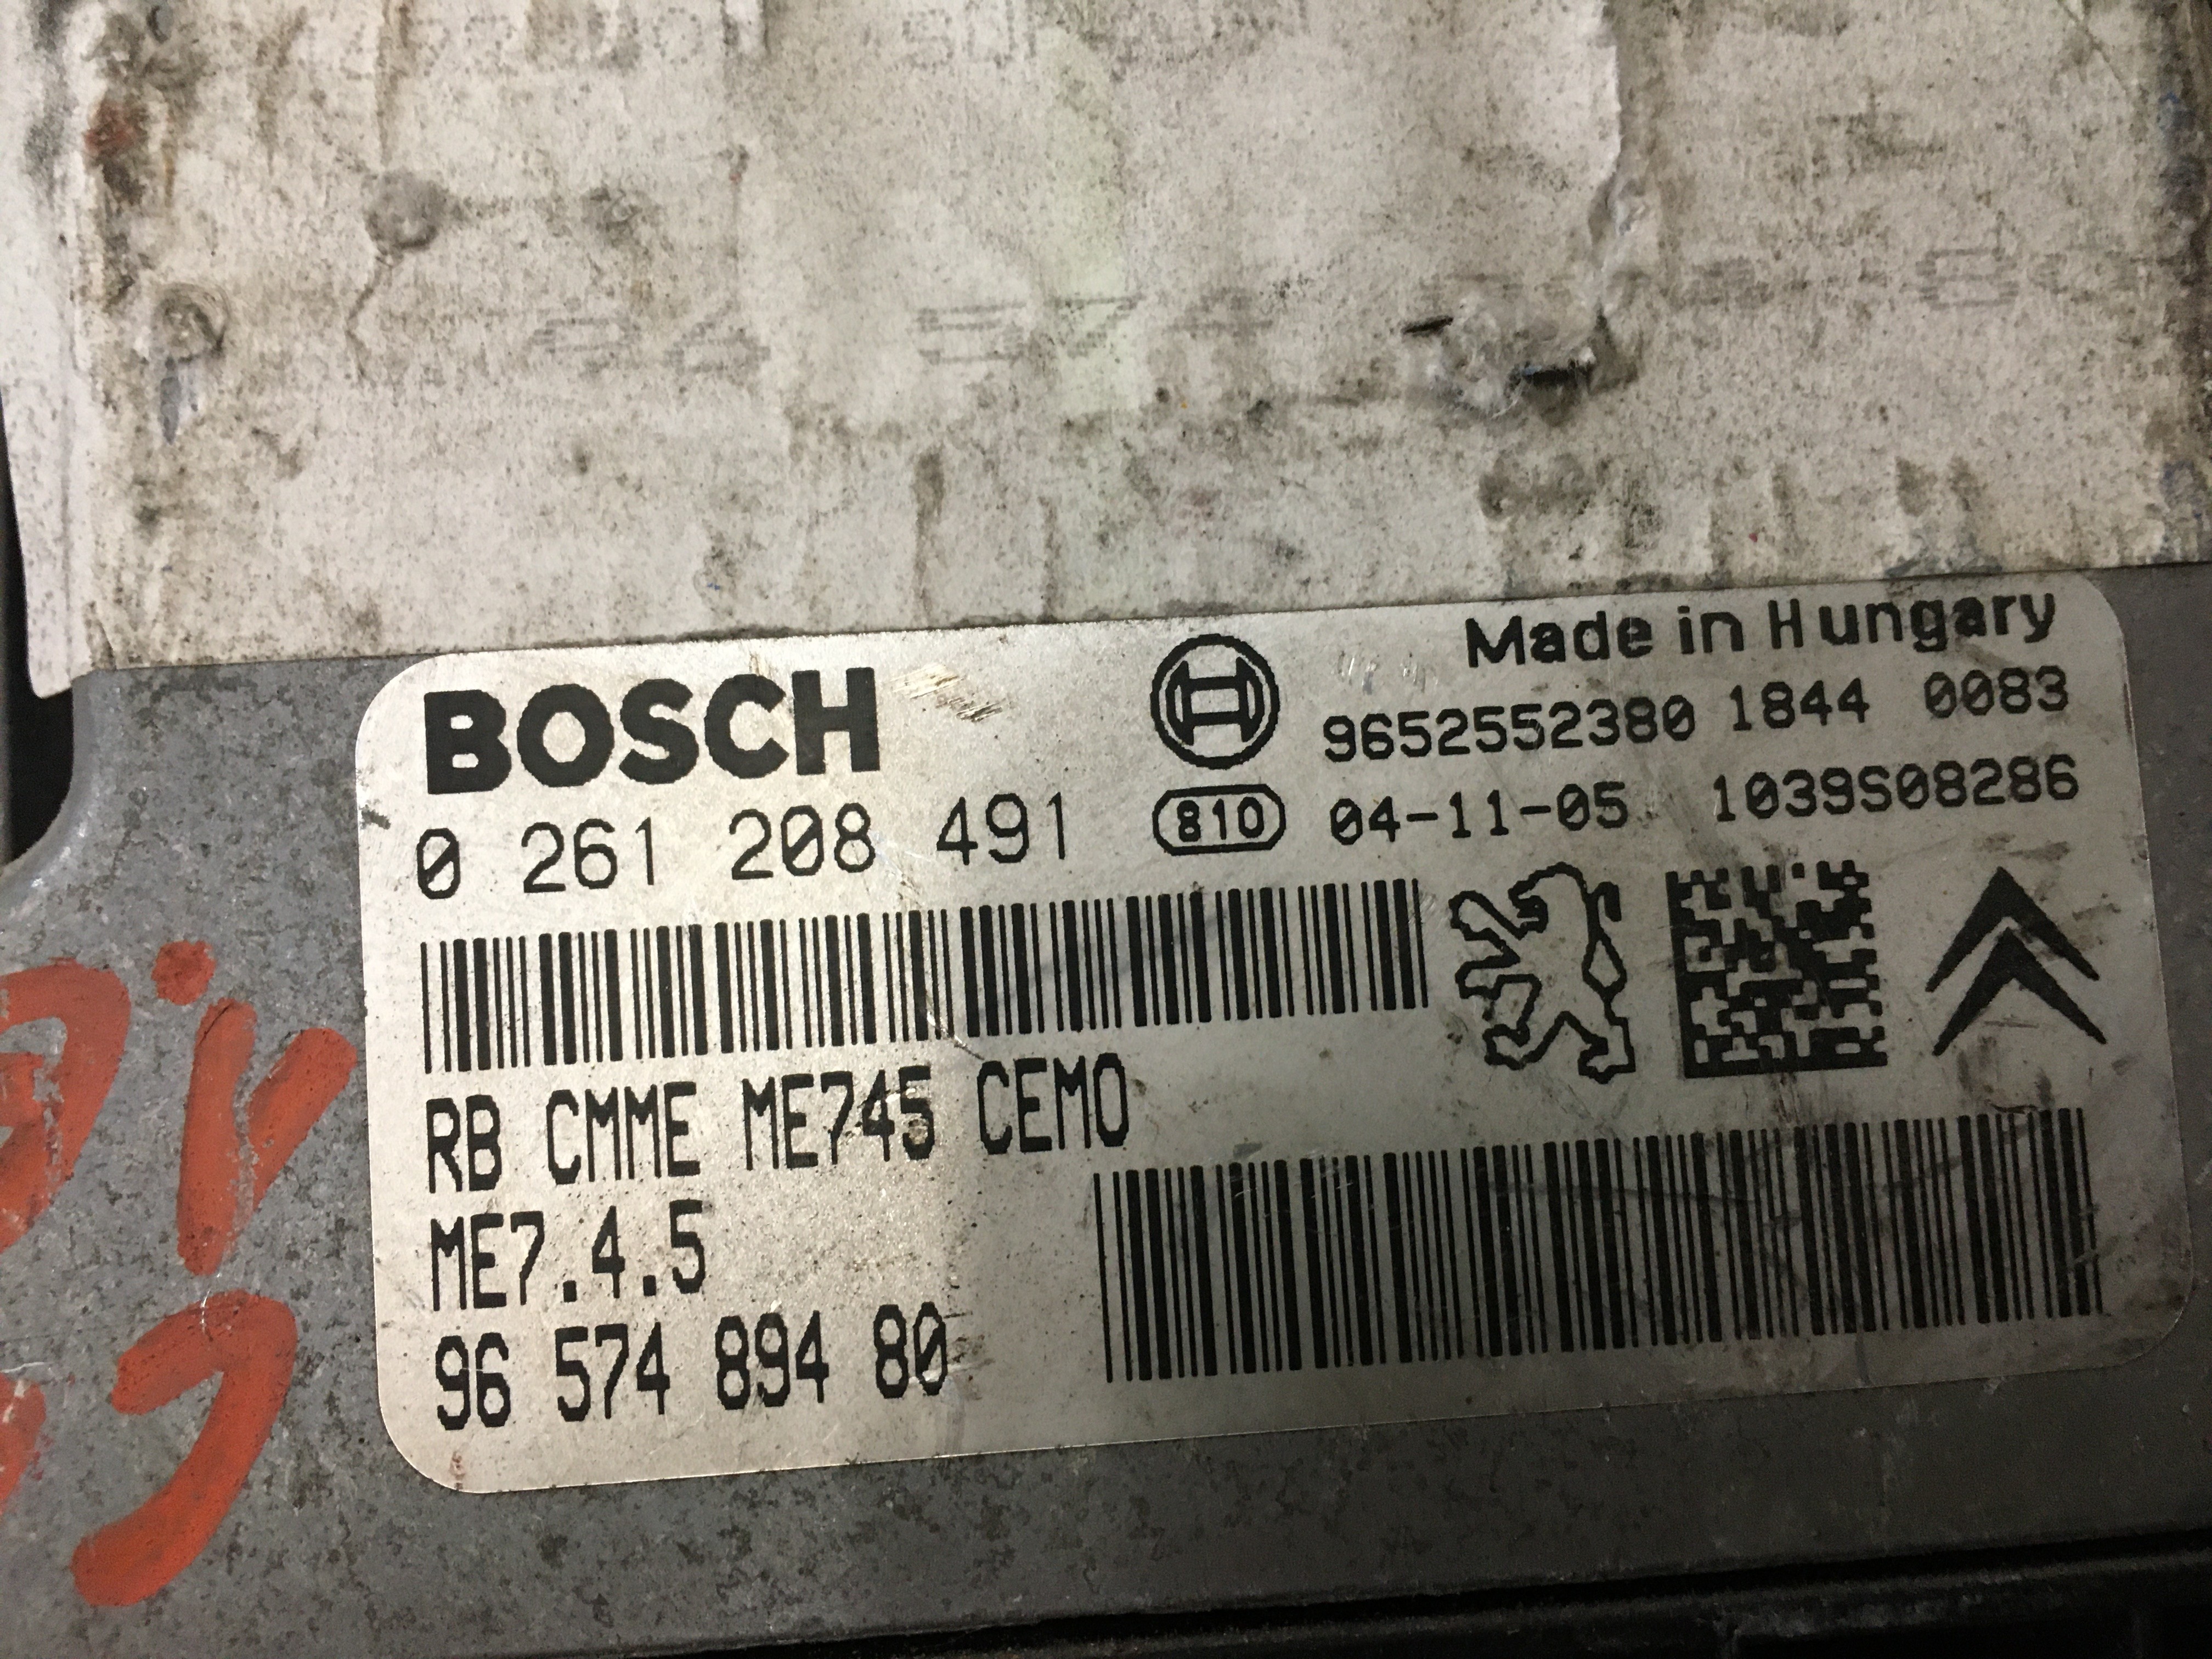 BOSCH
Made in Hungary
9652552380 1844 0083
0 261 208 491
810
04-11-05 1039S08286
RB CMME ME745 CEMO
ME7.4.5
96 574 894 80